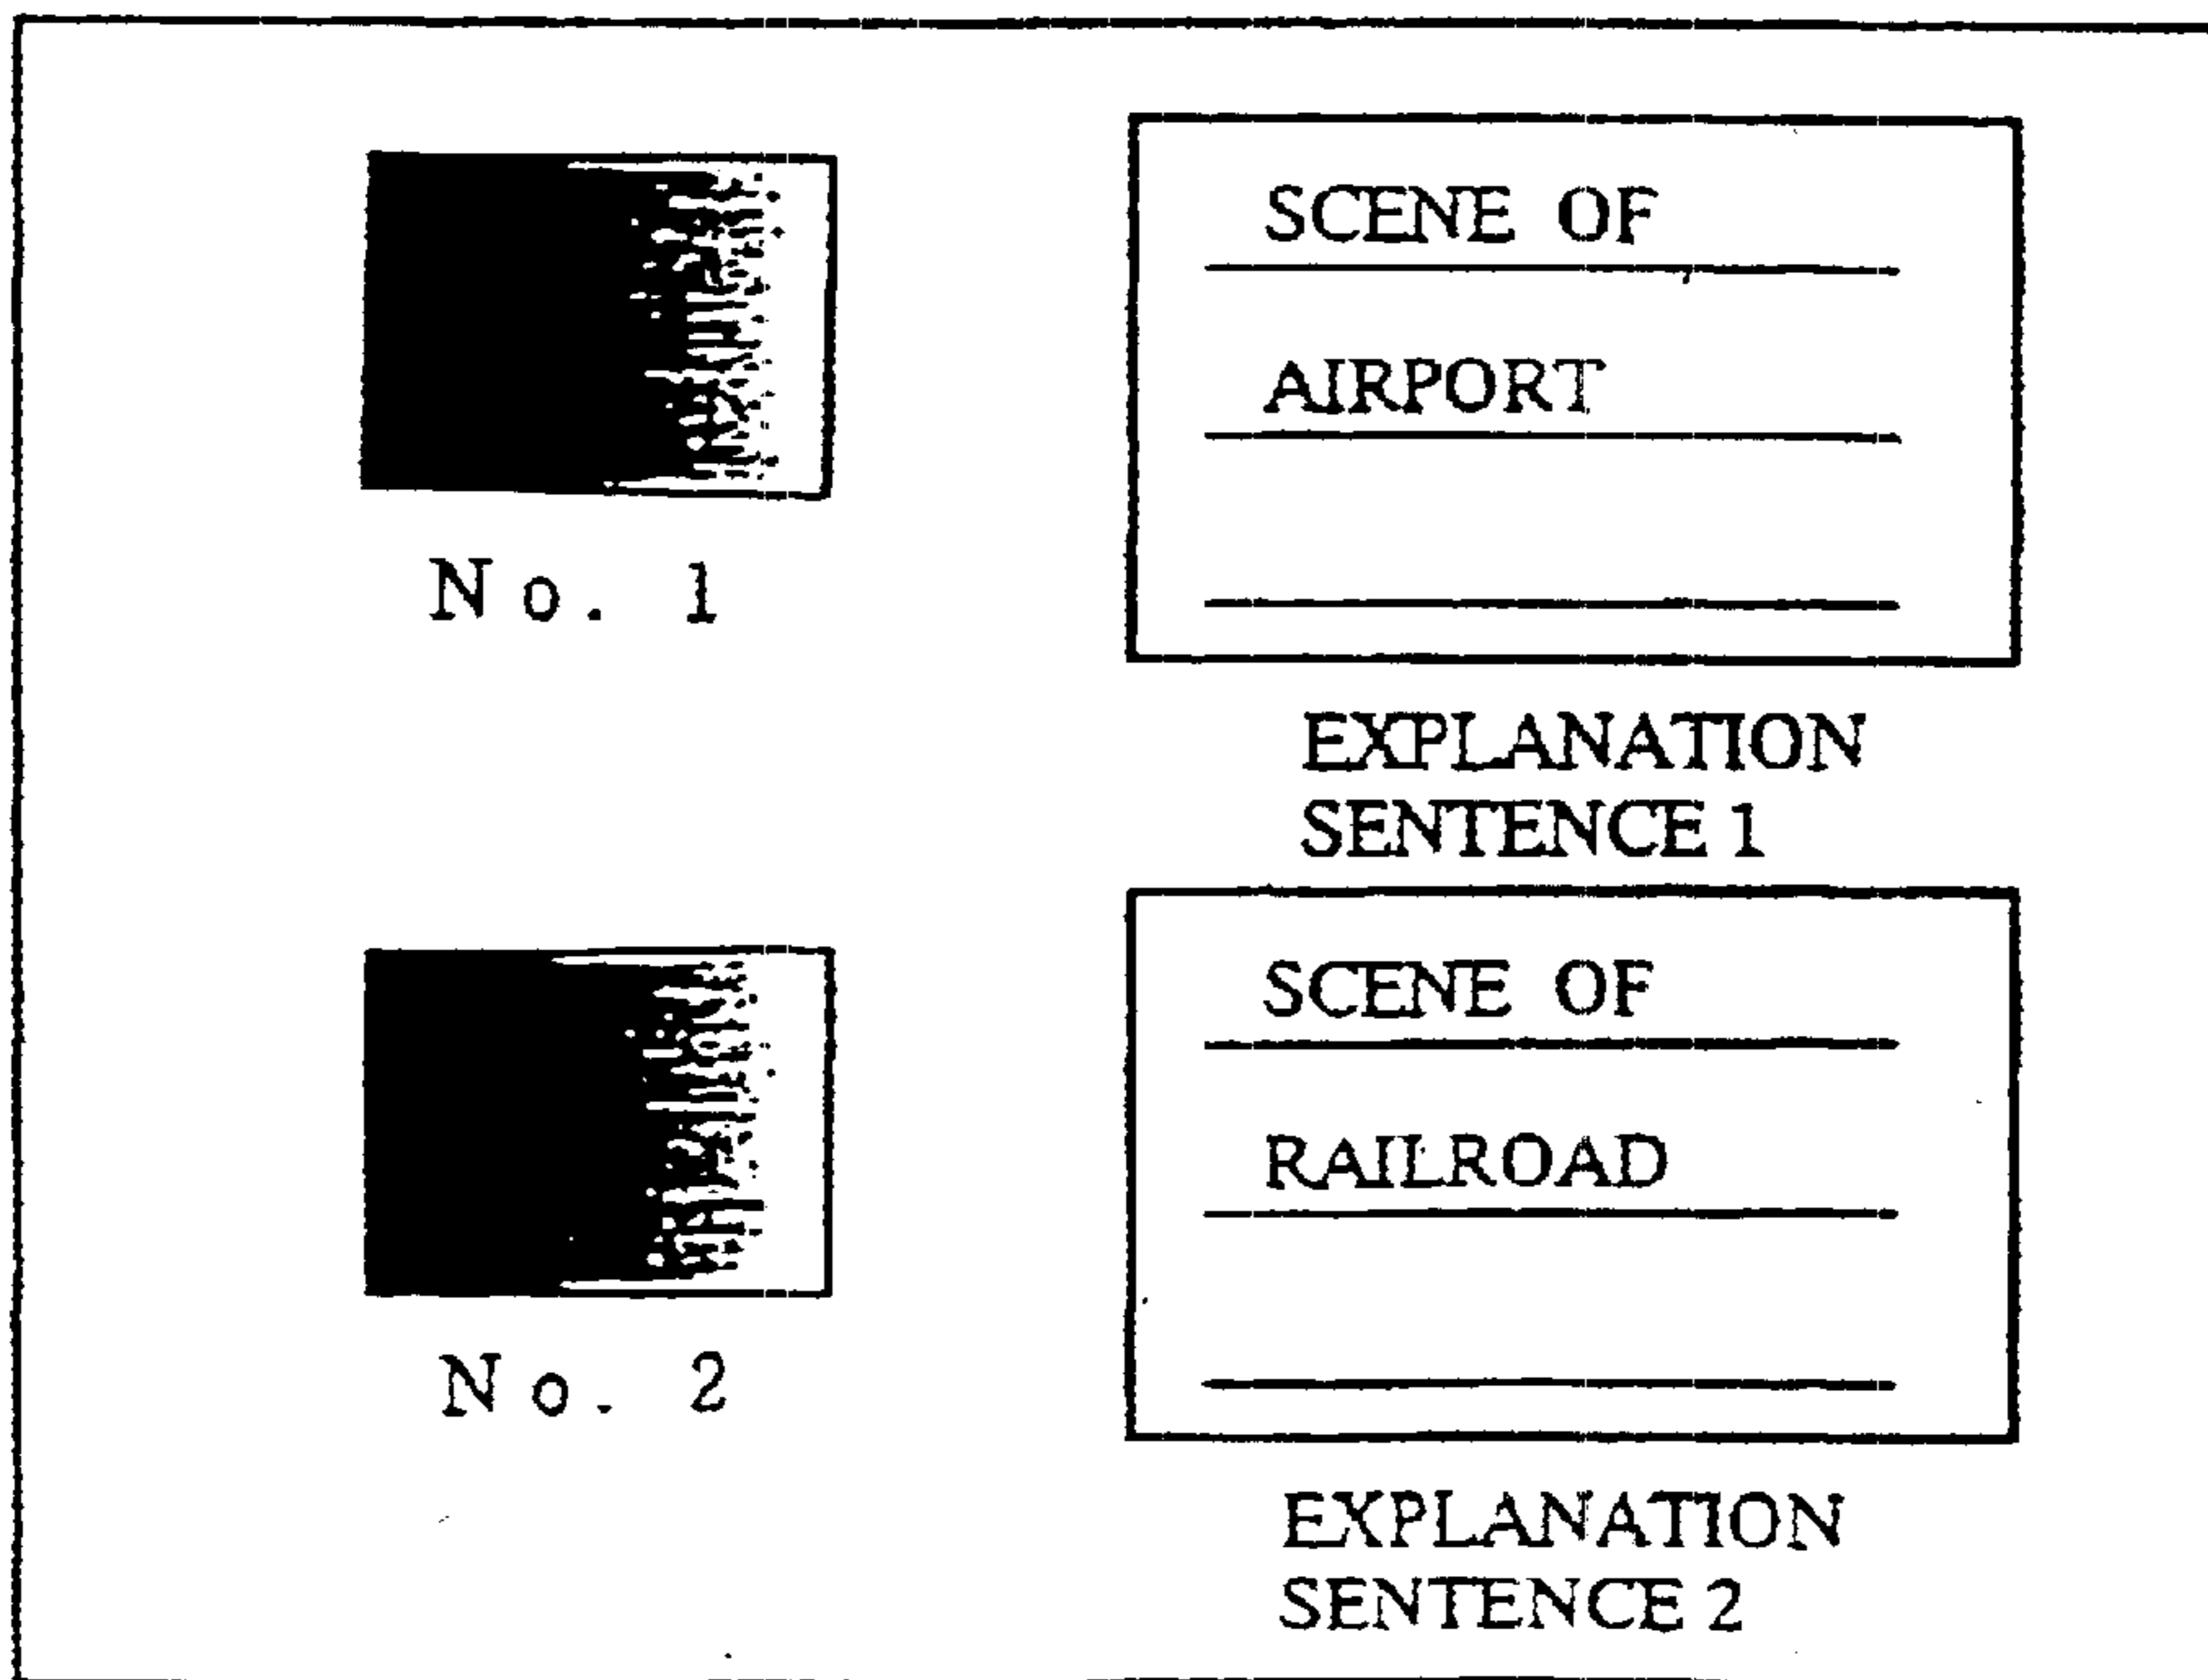 SCENE OF
AIRPORT
No. 1
EXPLANATION
SENTENCE 1
SCENE OF
RAILROAD
No. 2
EXPLANATION
SENTENCE 2